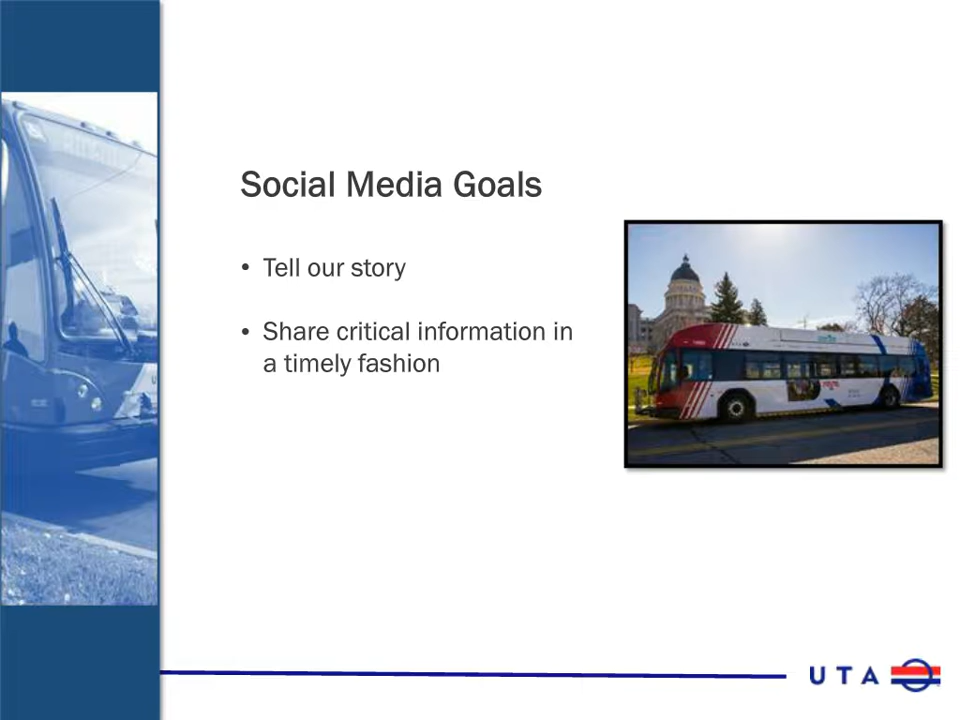 Social Media Goals
• Tell our story
• Share critical information in
a timely fashion
UTA